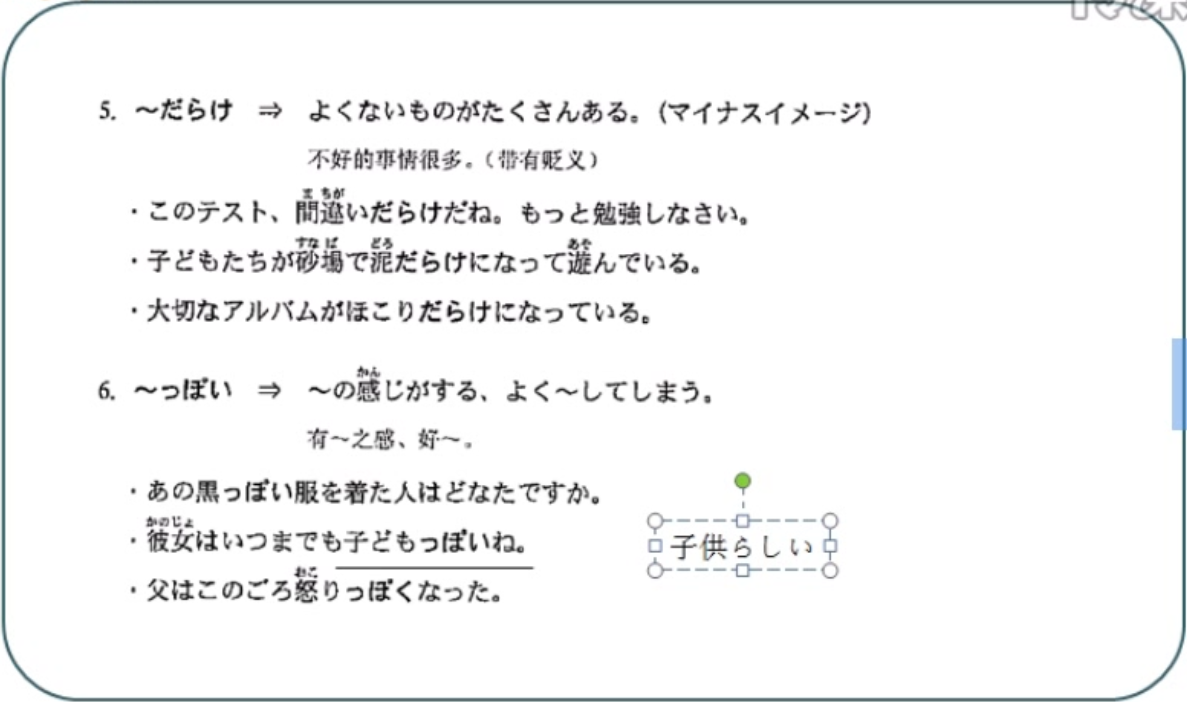 5. ～だらけ ⇒ よくないものがたくさんある。(マイナスイメージ)
不好的事情很多。（带有贬义）
・このテスト、間違いだらけだね。もっと勉強しなさい。
・子どもたちが砂場で泥だらけになって遊んでいる。
・大切なアルバムがほこりだらけになっている。
6. ～っぽい ⇒ ～の感じがする、よく～してしまう。
有～之感、好～。
・あの黒っぽい服を着た人はどなたですか。
・彼女はいつまでも子どもっぽいね。
子供らしい
・父はこのごろ怒りっぽくなった。